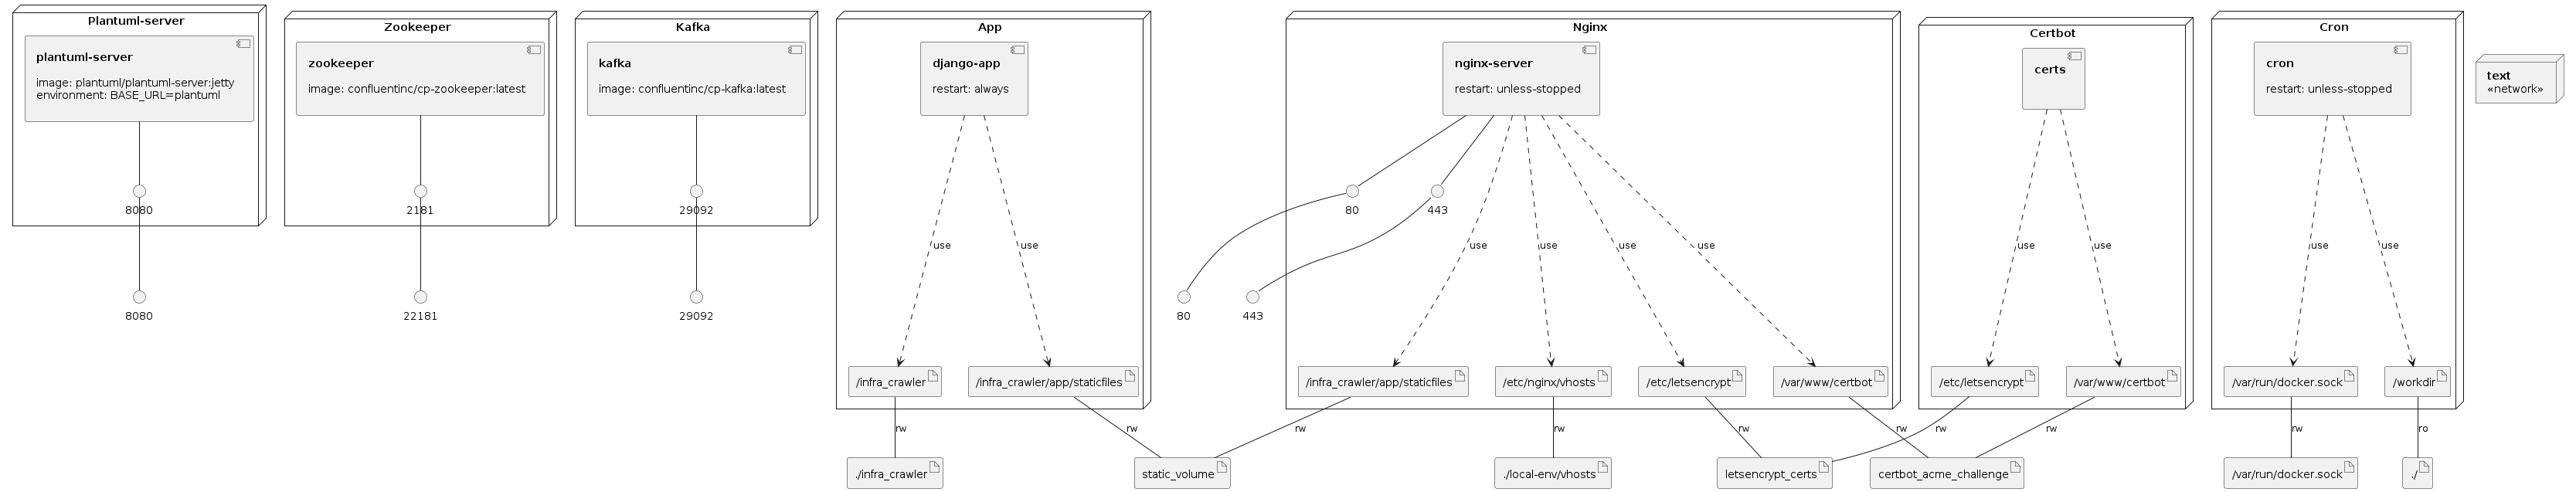 Plantuml-server
plantuml-server
image: plantuml/plantuml-server:jetty
environment: BASE_URL=plantuml
8080
8080
Zookeeper
zookeeper
image: confluentinc/cp-zookeeper:latest
2181
22181
Kafka
kafka
image: confluentinc/cp-kafka:latest
29092
29092
App
django-app
restart: always
use
use
/infra_crawler
/infra_crawler/app/staticfiles
rw
rw
./infra_crawler
static_volume
Nginx
nginx-server
restart: unless-stopped
80
443
80
443
use
use
use
use
/infra_crawler/app/staticfiles
/etc/nginx/vhosts
/etc/letsencrypt
/var/www/certbot
rw
rw
rw
rw
./local-env/vhosts
letsencrypt_certs
certbot_acme_challenge
Certbot
certs
use
use
/etc/letsencrypt
/var/www/certbot
rw
rw
Cron
cron
restart: unless-stopped
use
use
/var/run/docker.sock
/workdir
rw
ro
/var/run/docker.sock
./
text
«network»